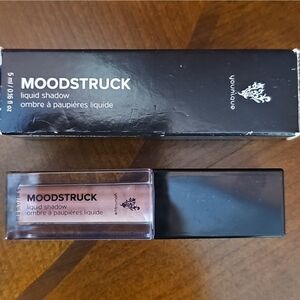 5 ml / 0.16 fl oz
MOODSTRUCK
liquid shadow
ombre à paupières liquide
younique
MOODSTRUCK
liquid shadow
ombre à paupières liquide
younique